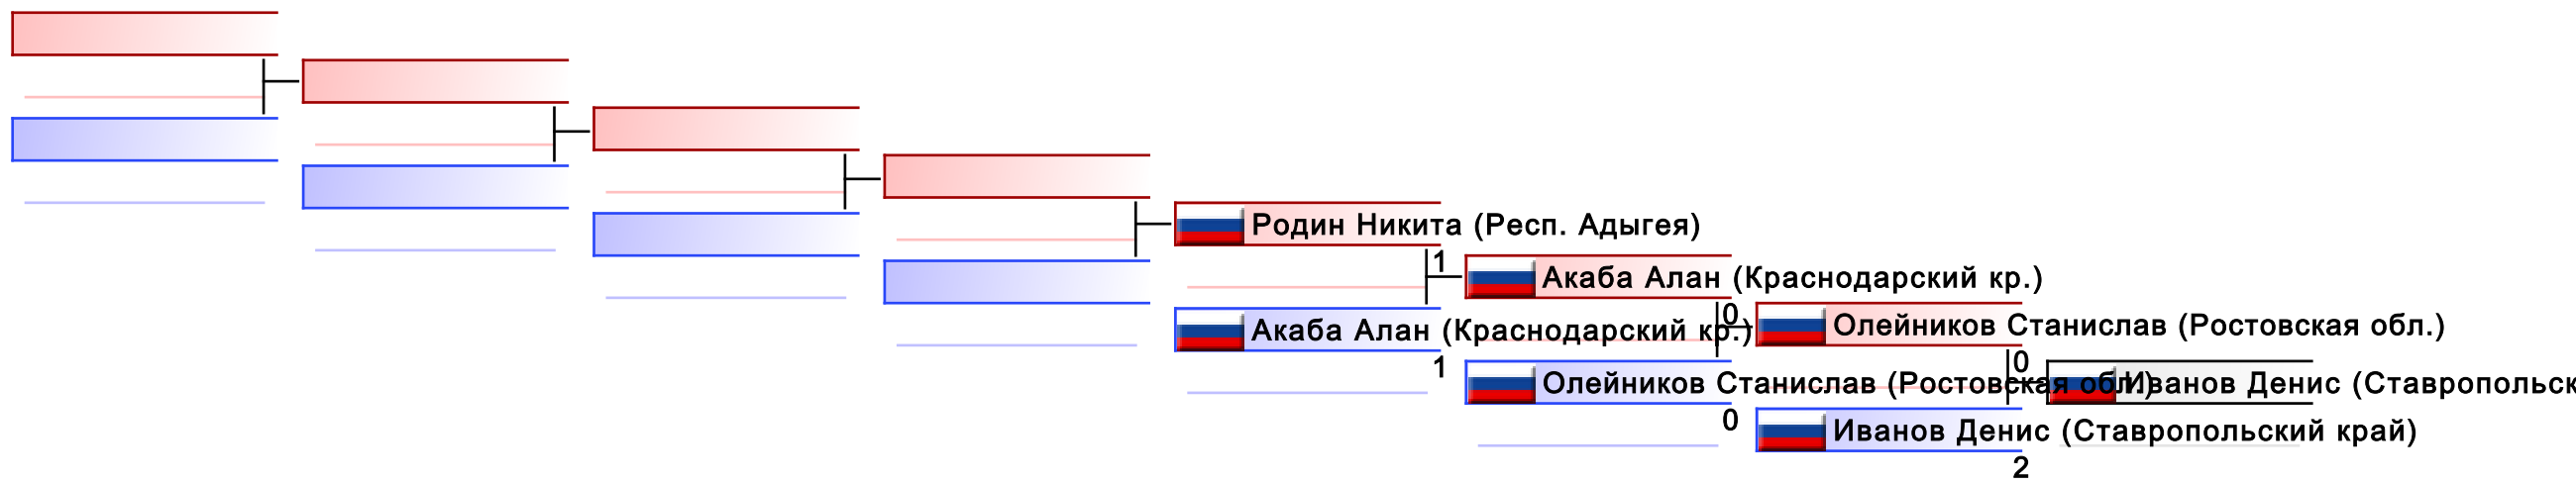 Родин Никита (Респ. Адыгея)
1
Акаба Алан (Краснодарский кр.)
0
Акаба Алан (Краснодарский кр.)
Олейников Станислав (Ростовская обл.)
0
1
Олейников Станислав (Ростовская обл.)
Иванов Денис (Ставропольск
0
Иванов Денис (Ставропольский край)
2